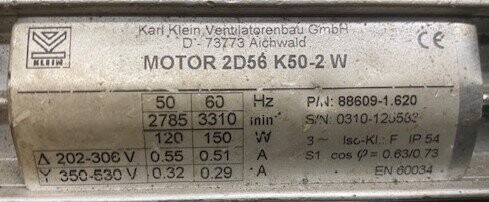 Karl Klein Ventilatorenbau GmbH
D - 73773 Aichwald
KLEIN
MOTOR 2D56 K50-2 W
CE
50 60 Hz P/N: 88609-1.620
2785 3310 min⁻¹ S/N: 0310-
120 150 W 3~ Iso-Kl.: F IP 54
Δ 202-306 V 0.55 0.51 A S1 cos φ = 0.63/0.73
Y 350-530 V 0.32 0.29 A EN 60034